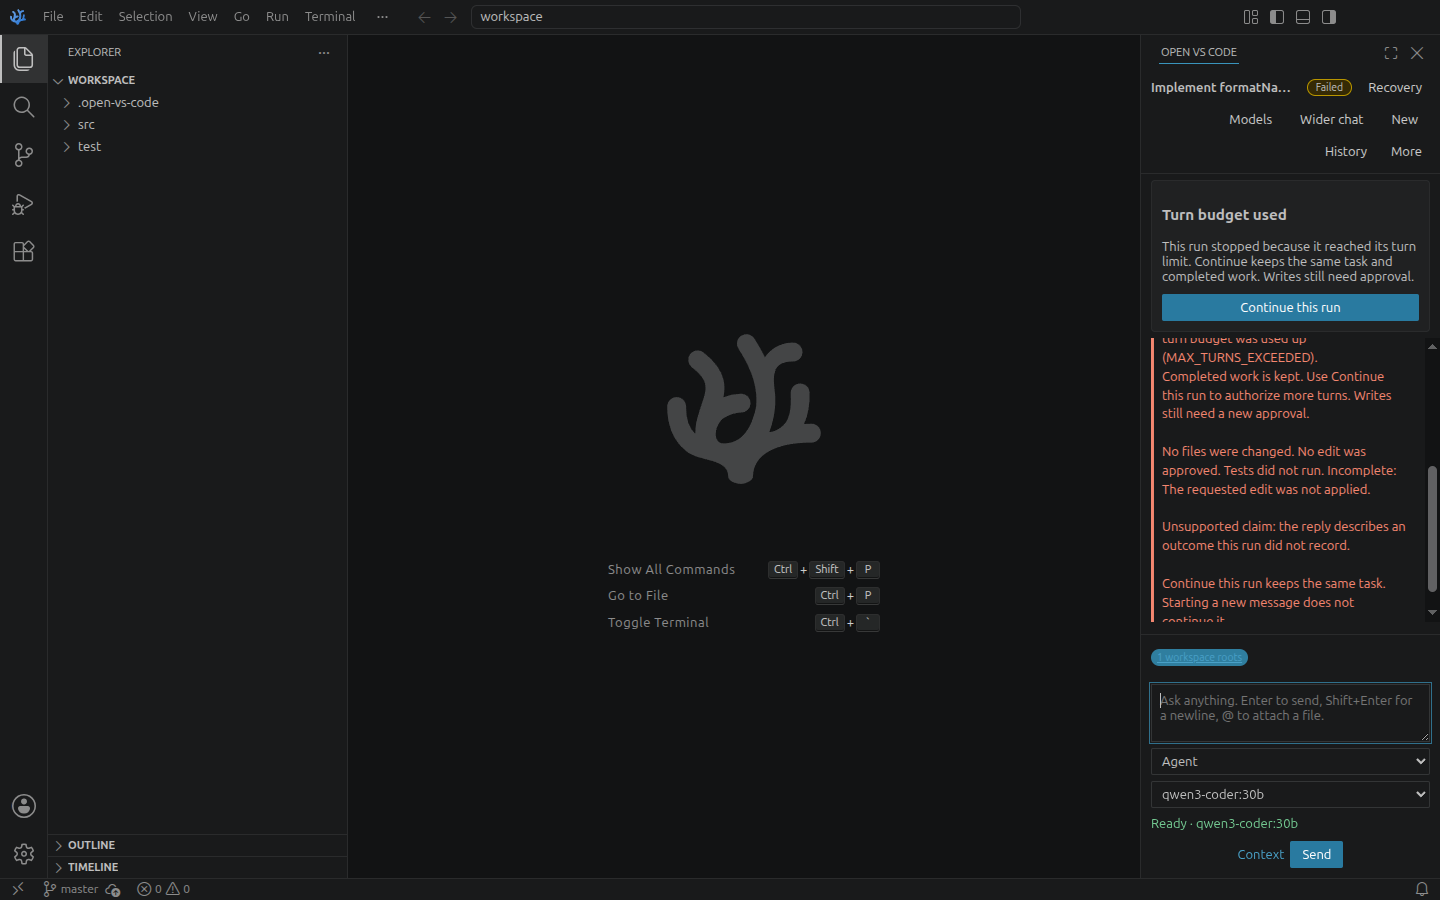 File Edit Selection View Go Run Terminal ··· workspace
EXPLORER ···
WORKSPACE
.open-vs-code
src
test
OUTLINE
TIMELINE
Show All Commands Ctrl + Shift + P
Go to File Ctrl + P
Toggle Terminal Ctrl + `
OPEN VS CODE
Implement formatNa... Failed Recovery
Models Wider chat New
History More
Turn budget used
This run stopped because it reached its turn
limit. Continue keeps the same task and
completed work. Writes still need approval.
Continue this run
turn budget was used up
(MAX_TURNS_EXCEEDED).
Completed work is kept. Use Continue
this run to authorize more turns. Writes
still need a new approval.
No files were changed. No edit was
approved. Tests did not run. Incomplete:
The requested edit was not applied.
Unsupported claim: the reply describes an
outcome this run did not record.
Continue this run keeps the same task.
Starting a new message does not
continue it
1 workspace roots
Ask anything. Enter to send, Shift+Enter for
a newline, @ to attach a file.
Agent
qwen3-coder:30b
Ready · qwen3-coder:30b
Context Send
master 0 0